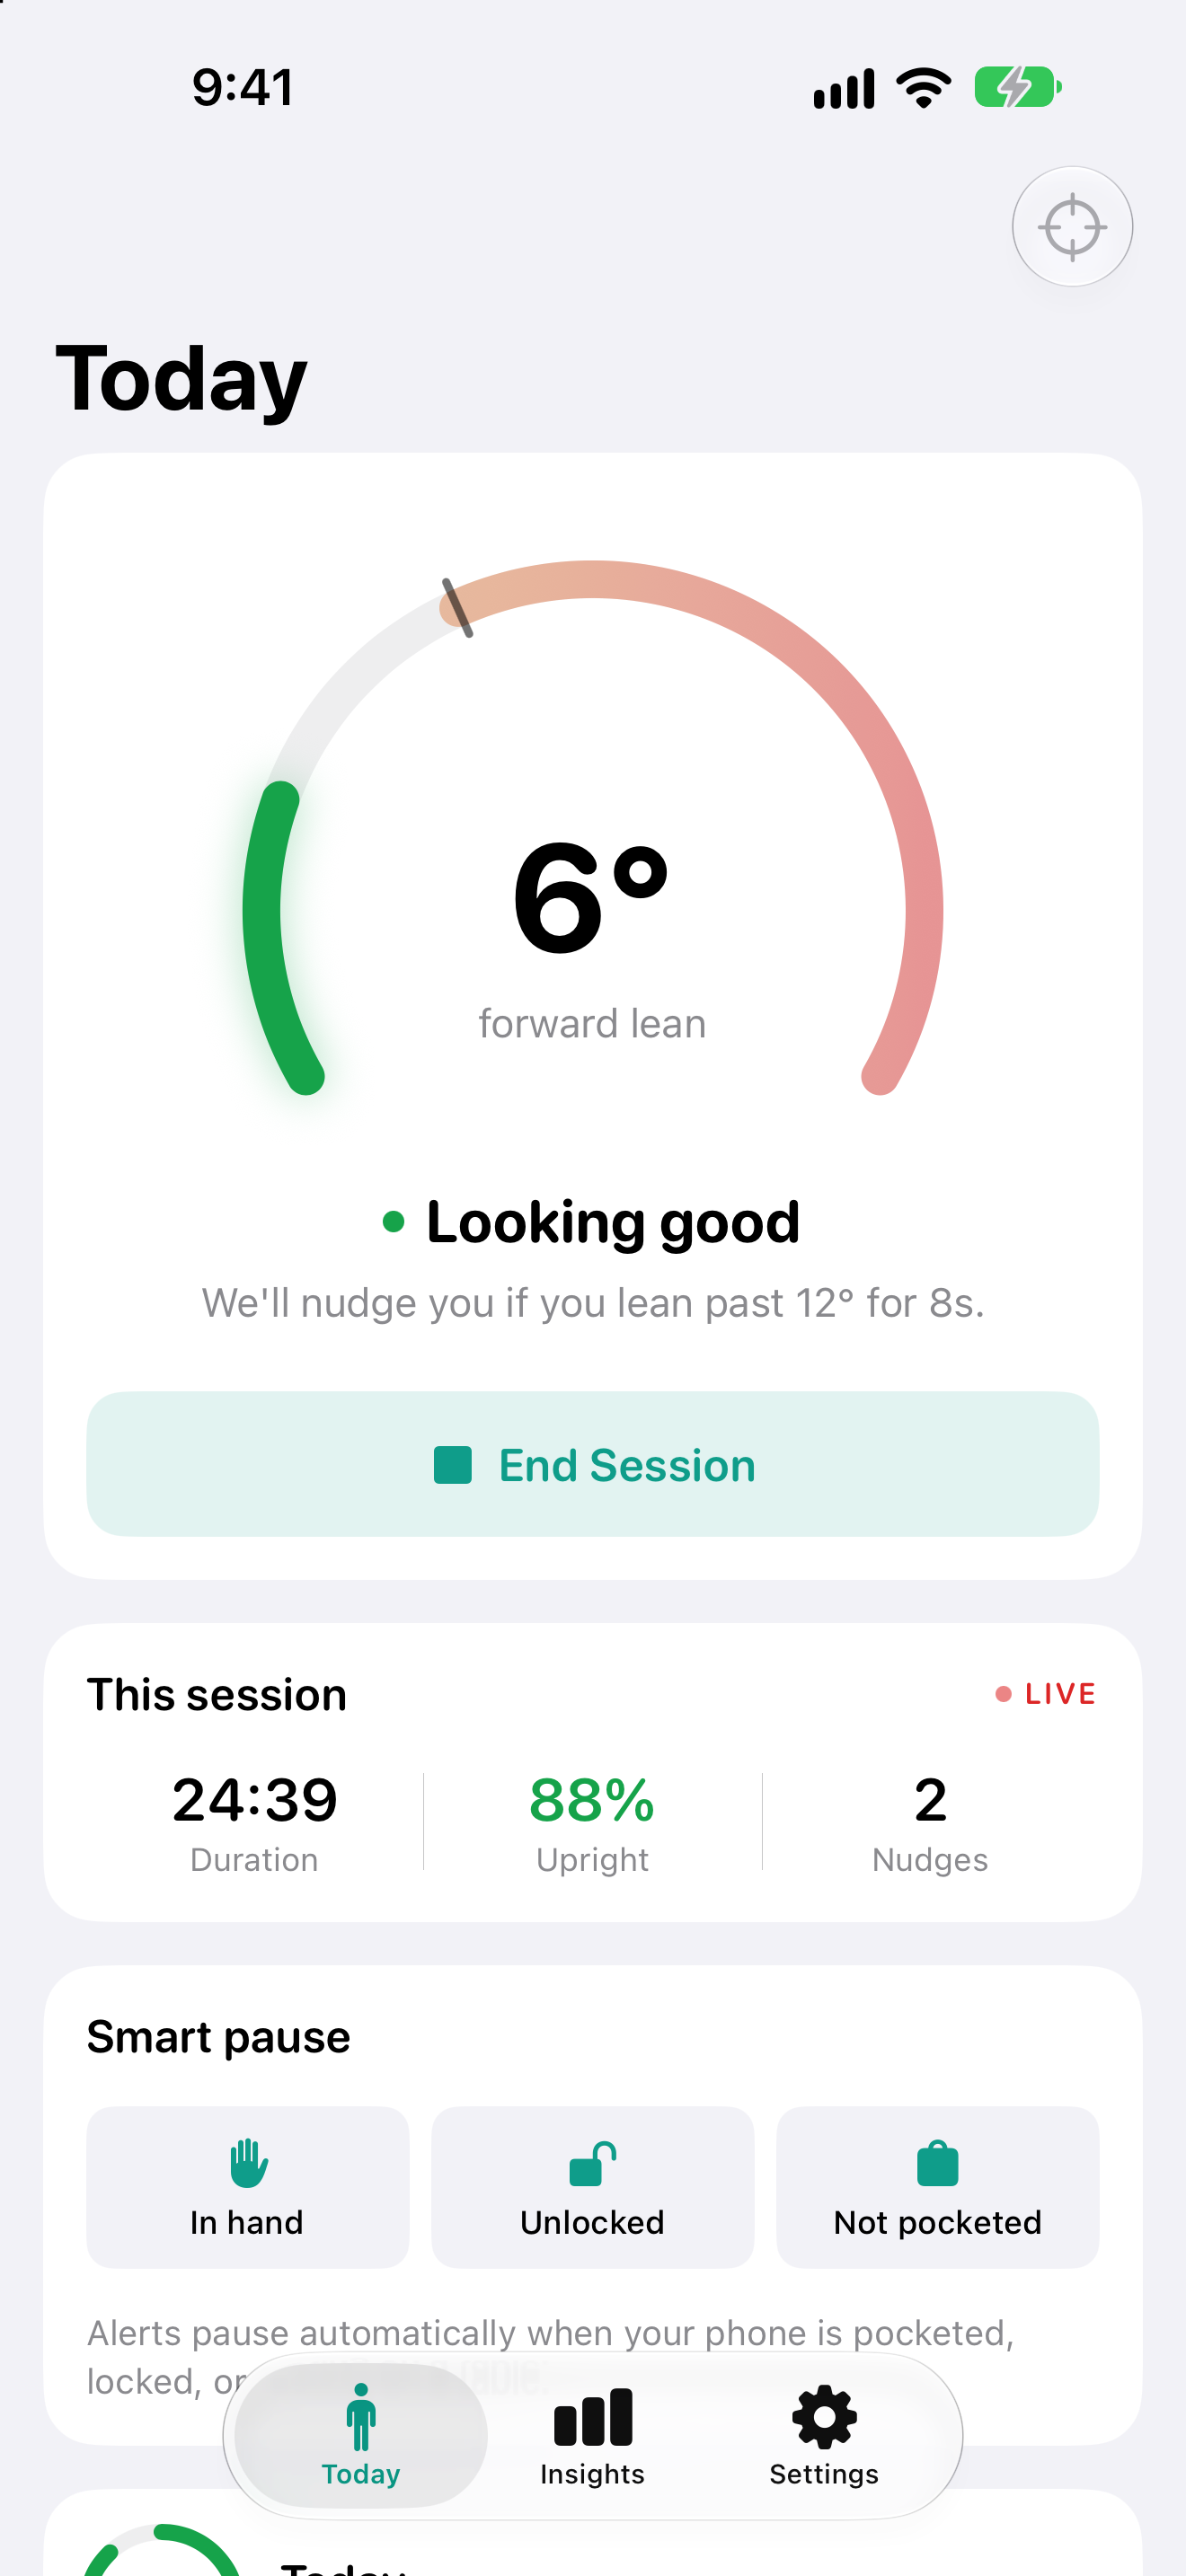 9:41
Today
6°
forward lean
Looking good
We'll nudge you if you lean past 12° for 8s.
End Session
This session
LIVE
24:39
88%
2
Duration
Upright
Nudges
Smart pause
In hand
Unlocked
Not pocketed
Alerts pause automatically when your phone is pocketed,
locked, or
Today
Insights
Settings
Today